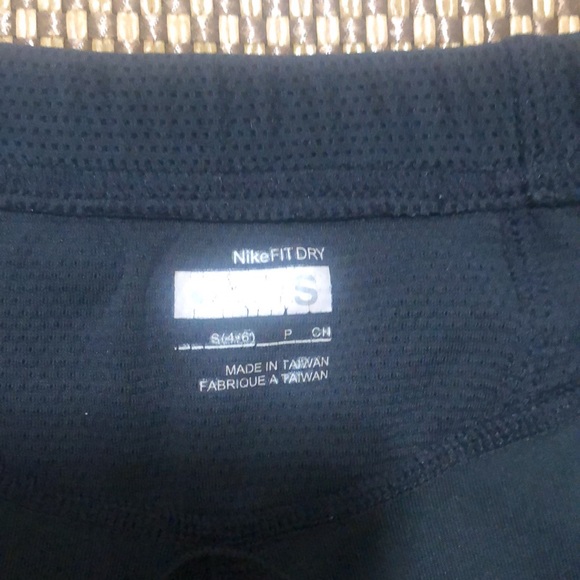 NikeFIT DRY
S
S(4-6) P CH
MADE IN TAIWAN
FABRIQUE A TAIWAN